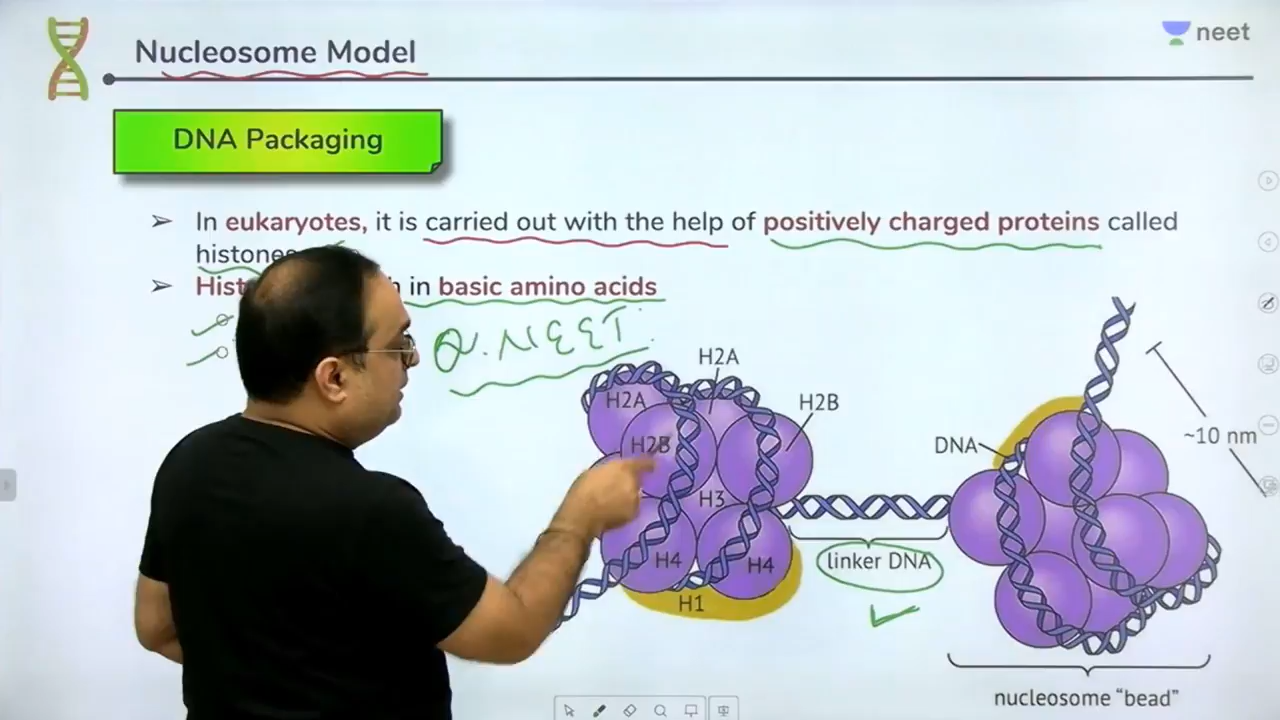 Nucleosome Model
neet
DNA Packaging
In eukaryotes, it is carried out with the help of positively charged proteins called
in basic amino acids
Q. NEET
H2A
H2A
H2B
H2B
H3
H4
H4
H1
DNA
~10 nm
linker DNA
nucleosome “bead”